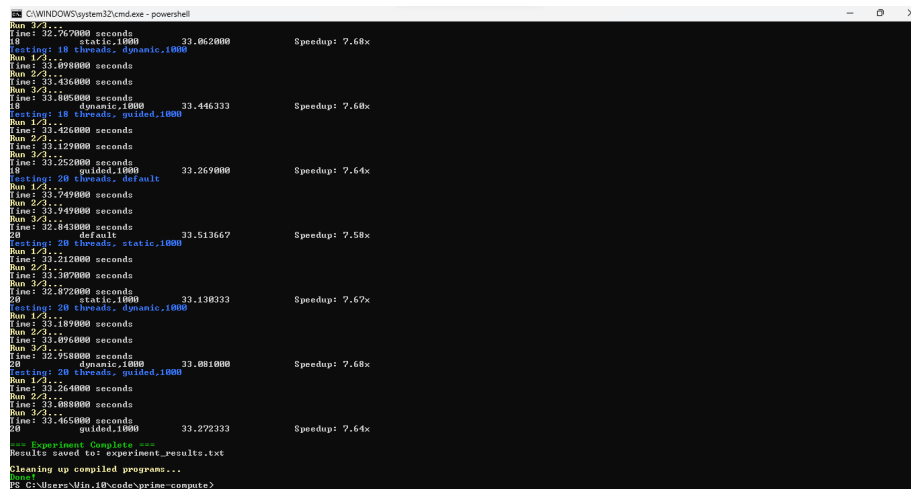 C:\WINDOWS\system32\cmd.exe - powershell
Run 3/3...
Time: 32.767000 seconds
18 static,1000 33.062000 Speedup: 7.68x
Testing: 18 threads, dynamic,1000
Run 1/3...
Time: 33.098000 seconds
Run 2/3...
Time: 33.436000 seconds
Run 3/3...
Time: 33.805000 seconds
18 dynamic,1000 33.446333 Speedup: 7.60x
Testing: 18 threads, guided,1000
Run 1/3...
Time: 33.426000 seconds
Run 2/3...
Time: 33.129000 seconds
Run 3/3...
Time: 33.252000 seconds
18 guided,1000 33.269000 Speedup: 7.64x
Testing: 20 threads, default
Run 1/3...
Time: 33.749000 seconds
Run 2/3...
Time: 33.949000 seconds
Run 3/3...
Time: 32.843000 seconds
20 default 33.513667 Speedup: 7.58x
Testing: 20 threads, static,1000
Run 1/3...
Time: 33.212000 seconds
Run 2/3...
Time: 33.307000 seconds
Run 3/3...
Time: 32.872000 seconds
20 static,1000 33.130333 Speedup: 7.67x
Testing: 20 threads, dynamic,1000
Run 1/3...
Time: 33.189000 seconds
Run 2/3...
Time: 33.096000 seconds
Run 3/3...
Time: 32.958000 seconds
20 dynamic,1000 33.081000 Speedup: 7.68x
Testing: 20 threads, guided,1000
Run 1/3...
Time: 33.264000 seconds
Run 2/3...
Time: 33.088000 seconds
Run 3/3...
Time: 33.465000 seconds
20 guided,1000 33.272333 Speedup: 7.64x
=== Experiment Complete ===
Results saved to: experiment_results.txt
Cleaning up compiled programs...
Done!
PS C:\Users\Win.10\code\prime-compute>